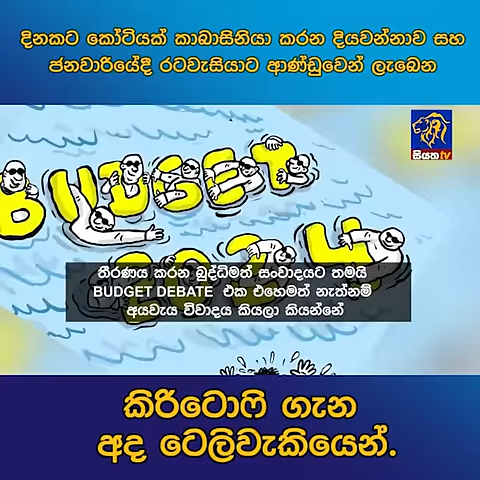 දිනකට කෝටියක් කාබාසිනියා කරන දියවන්නාව සහ
ජනවාරියේදී රටවැසියාට ආණ්ඩුවෙන් ලැබෙන
සියත tv
BUDGET
2024
තීරණය කරන බුද්ධිමත් සංවාදයට තමයි
BUDGET DEBATE එක එහෙමත් නැත්නම්
අයවැය විවාදය කියලා කියන්නේ
කිරිටොෆි ගැන
අද ටෙලිවැකියෙන්.